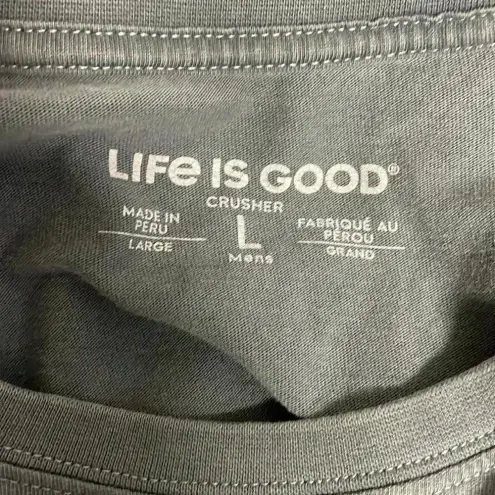 LIFe IS GOOD®
CRUSHER
MADE IN
PERU
LARGE
L
Mens
FABRIQUÉ AU
PÉROU
GRAND